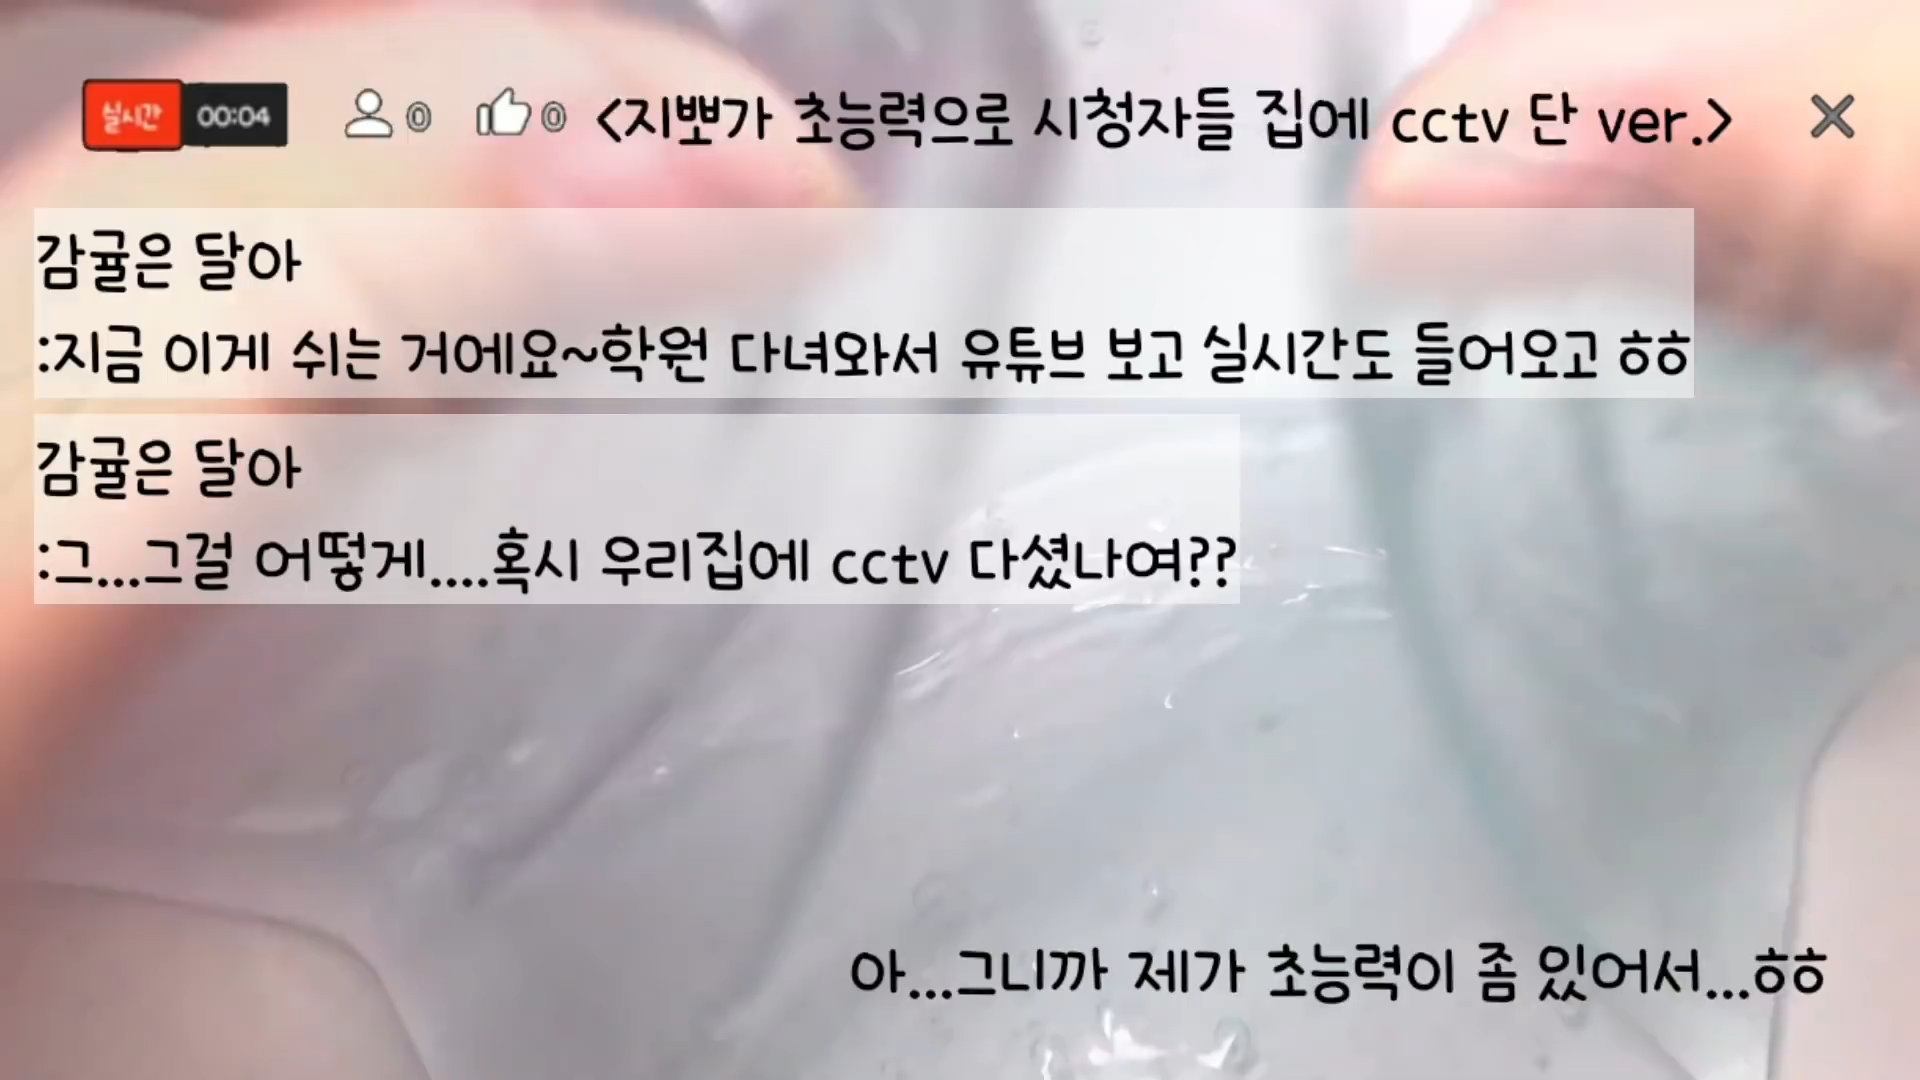 실시간 00:04 0 0 <지뽀가 초능력으로 시청자들 집에 cctv 단 ver.>
감귤은 달아
:지금 이게 쉬는 거에요~학원 다녀와서 유튜브 보고 실시간도 들어오고 ㅎㅎ
감귤은 달아
:그...그걸 어떻게....혹시 우리집에 cctv 다셨나여??
아...그니까 제가 초능력이 좀 있어서...ㅎㅎ